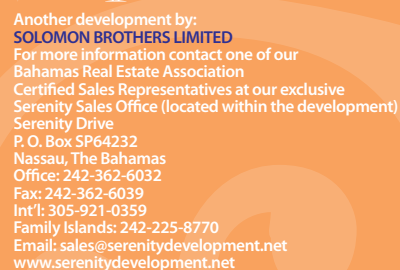 Another development by:
SOLOMON BROTHERS LIMITED
For more information contact one of our
Bahamas Real Estate Association
Certified Sales Representatives at our exclusive
Serenity Sales Office (located within the development)
Serenity Drive
P. O. Box SP64232
Nassau, The Bahamas
Office: 242-362-6032
Fax: 242-362-6039
Int'l: 305-921-0359
Family Islands: 242-225-8770
Email: sales@serenitydevelopment.net
www.serenitydevelopment.net